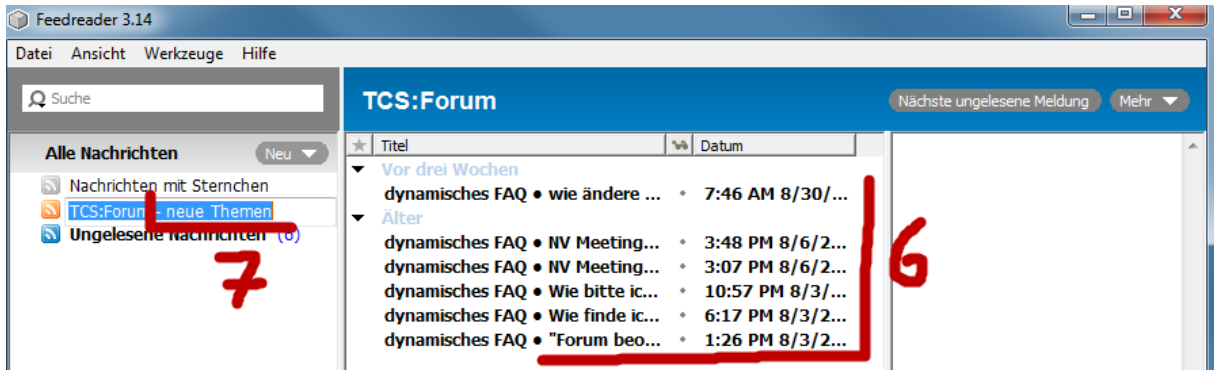 Feedreader 3.14
Datei Ansicht Werkzeuge Hilfe
Suche
TCS:Forum
Nächste ungelesene Meldung
Mehr
Alle Nachrichten
Neu
Nachrichten mit Sternchen
TCS:Forum - neue Themen
Ungelesene Nachrichten (6)
7
Titel Datum
Vor drei Wochen
dynamisches FAQ • wie ändere ... 7:46 AM 8/30/...
Älter
dynamisches FAQ • NV Meeting... 3:48 PM 8/6/2...
dynamisches FAQ • NV Meeting... 3:07 PM 8/6/2...
dynamisches FAQ • Wie bitte ic... 10:57 PM 8/3/...
dynamisches FAQ • Wie finde ic... 6:17 PM 8/3/2...
dynamisches FAQ • "Forum beo... 1:26 PM 8/3/2...
6